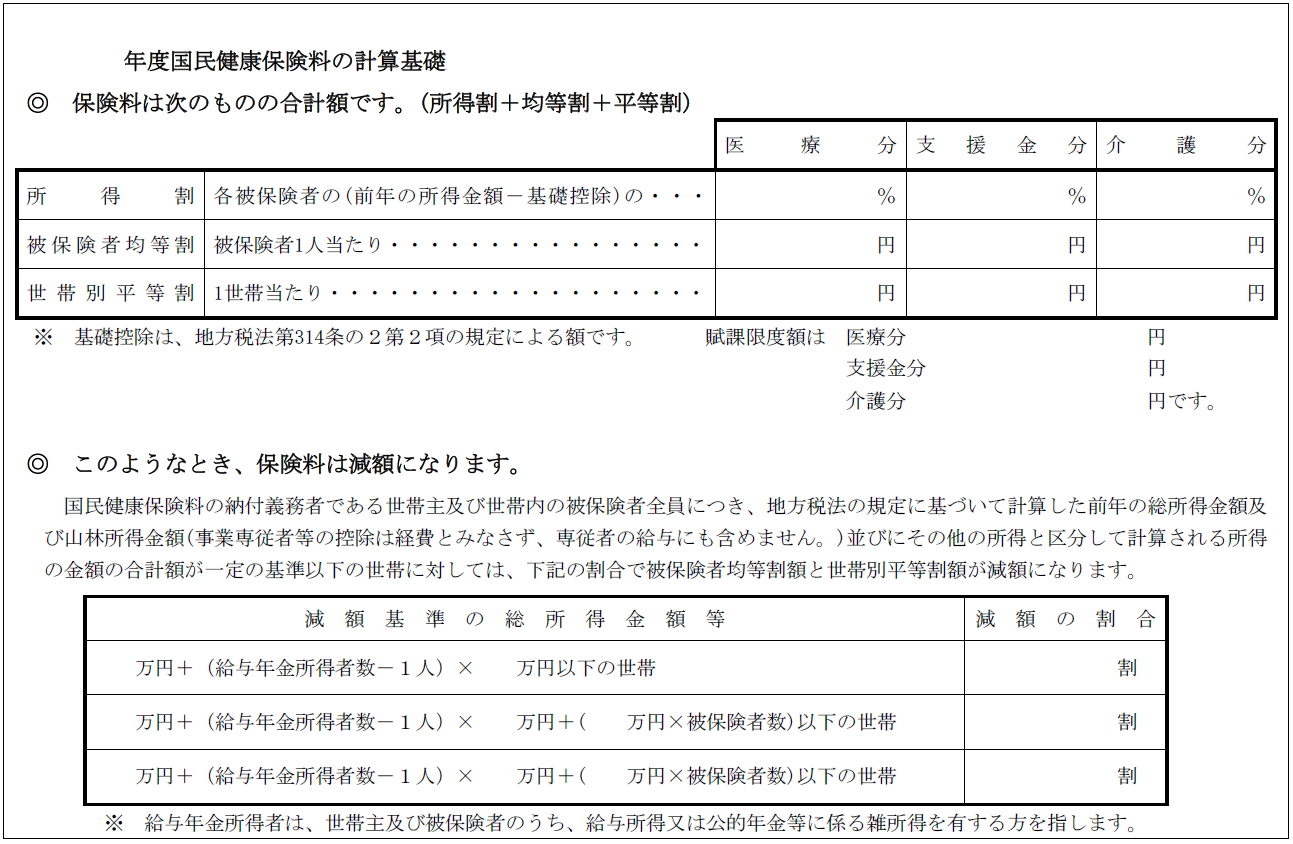 年度国民健康保険料の計算基礎
◎　保険料は次のものの合計額です。(所得割＋均等割＋平等割)
医療分　支援金分　介護分
所得割　各被保険者の(前年の所得金額－基礎控除)の・・・　％　％　％
被保険者均等割　被保険者1人当たり・・・・・・・・・・・・・・・・　円　円　円
世帯別平等割　1世帯当たり・・・・・・・・・・・・・・・・・・・　円　円　円
※　基礎控除は、地方税法第314条の２第２項の規定による額です。　賦課限度額は　医療分　円
支援金分　円
介護分　円です。
◎　このようなとき、保険料は減額になります。
国民健康保険料の納付義務者である世帯主及び世帯内の被保険者全員につき、地方税法の規定に基づいて計算した前年の総所得金額及
び山林所得金額(事業専従者等の控除は経費とみなさず、専従者の給与にも含めません。)並びにその他の所得と区分して計算される所得
の金額の合計額が一定の基準以下の世帯に対しては、下記の割合で被保険者均等割額と世帯別平等割額が減額になります。
減額基準の総所得金額等　減額の割合
万円＋（給与年金所得者数－１人）×　万円以下の世帯　割
万円＋（給与年金所得者数－１人）×　万円＋(　万円×被保険者数)以下の世帯　割
万円＋（給与年金所得者数－１人）×　万円＋(　万円×被保険者数)以下の世帯　割
※　給与年金所得者は、世帯主及び被保険者のうち、給与所得又は公的年金等に係る雑所得を有する方を指します。